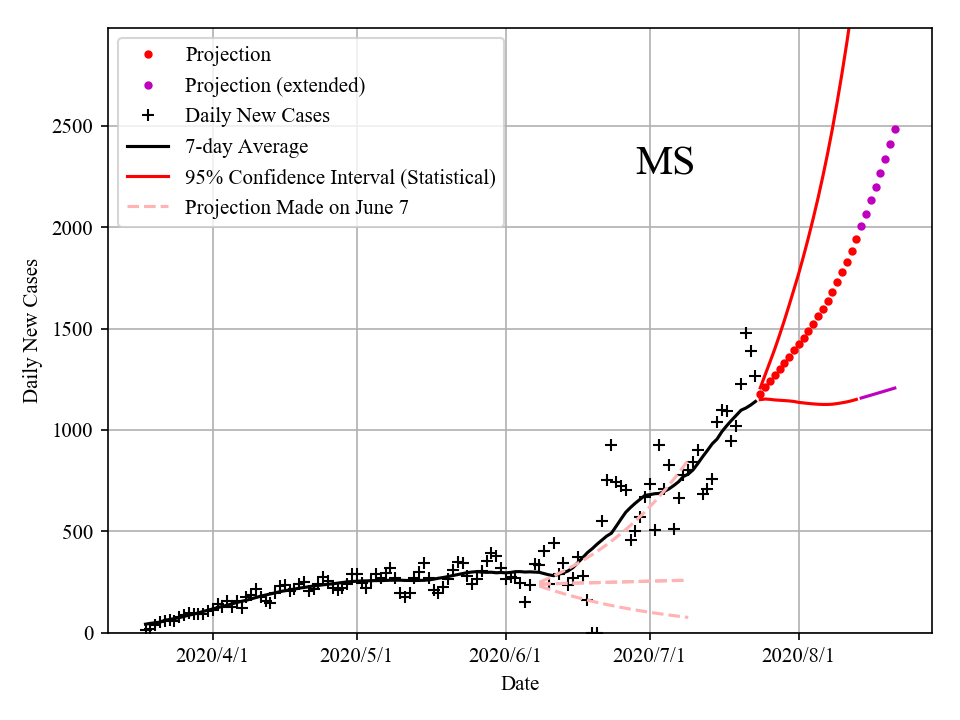 Projection
Projection (extended)
Daily New Cases
7-day Average
95% Confidence Interval (Statistical)
Projection Made on June 7
MS
2500
2000
1500
1000
500
0
Daily New Cases
2020/4/1 2020/5/1 2020/6/1 2020/7/1 2020/8/1
Date